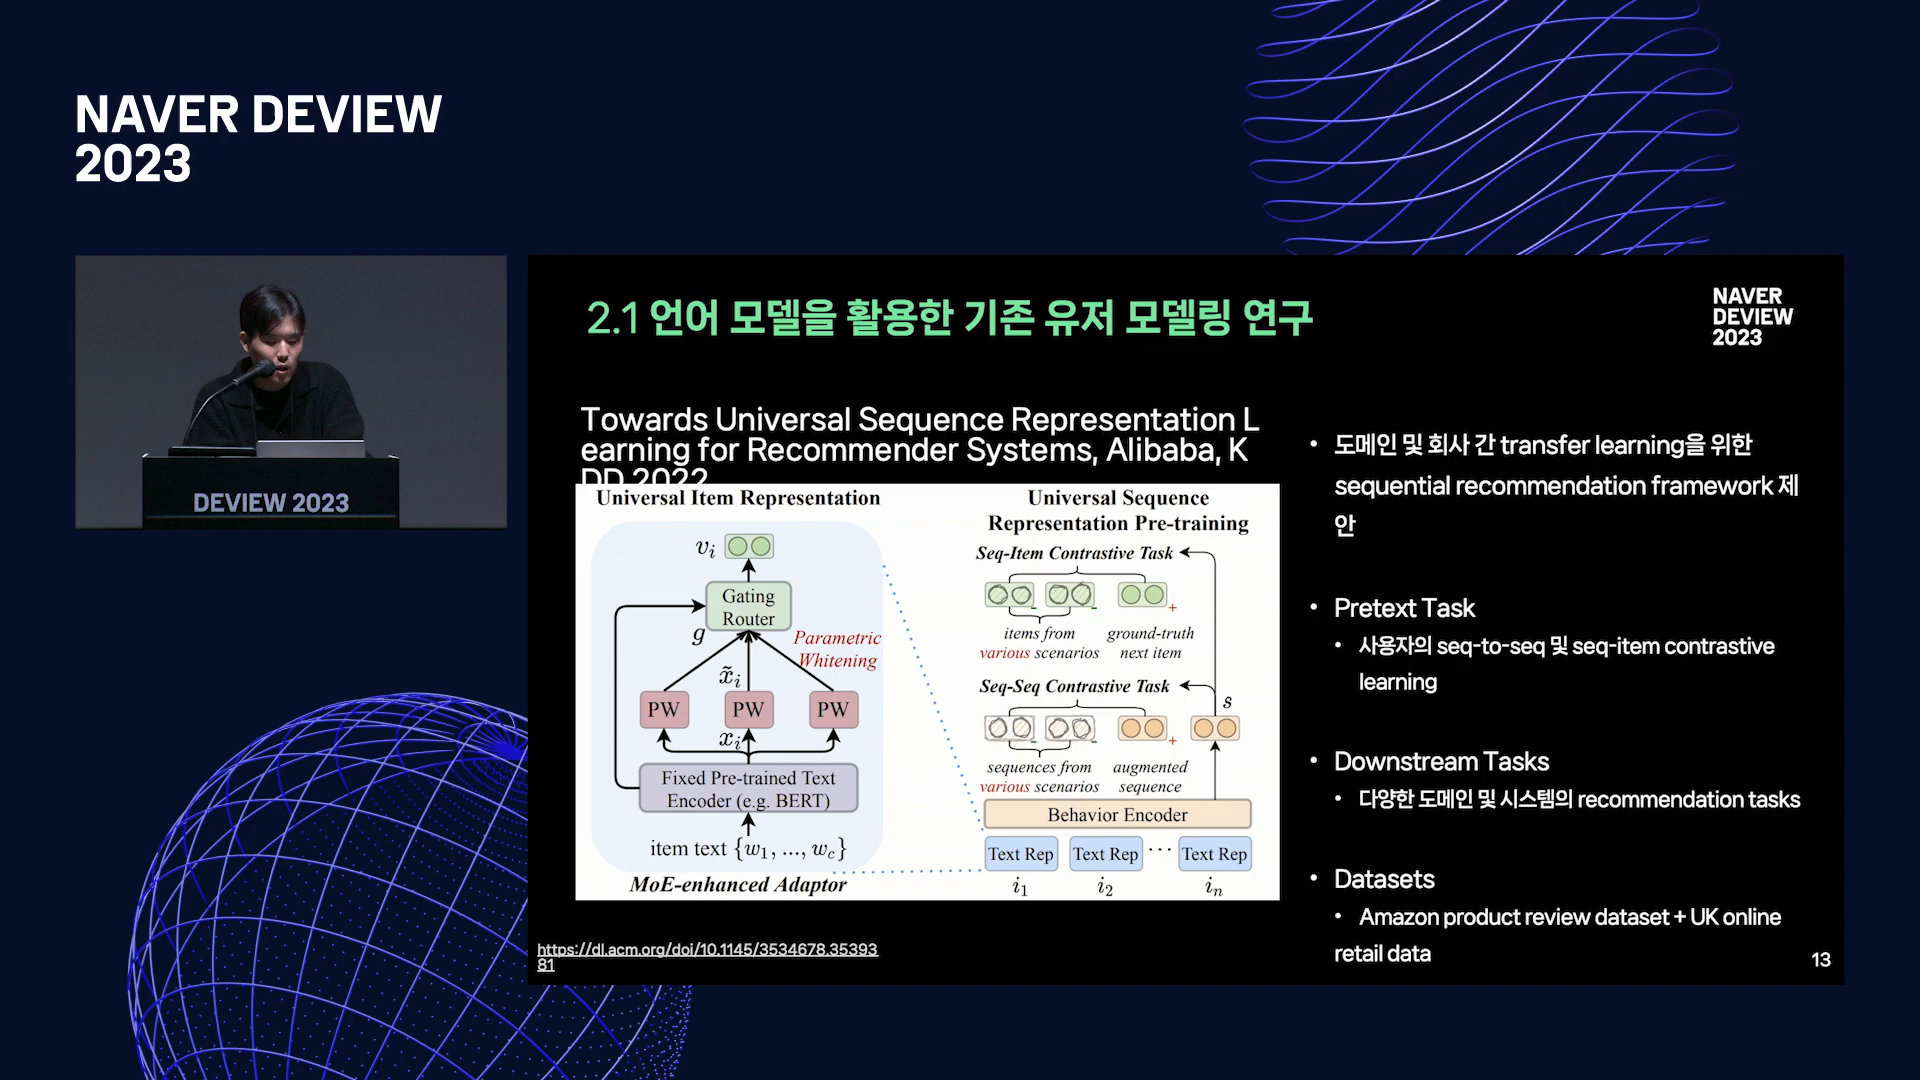 NAVER DEVIEW
2023
DEVIEW 2023
2.1 언어 모델을 활용한 기존 유저 모델링 연구
NAVER
DEVIEW
2023
Towards Universal Sequence Representation L
earning for Recommender Systems, Alibaba, K
DD 2022
Universal Item Representation
v_i
Gating
Router
g
Parametric
Whitening
x̃_i
PW PW PW
x_i
Fixed Pre-trained Text
Encoder (e.g. BERT)
item text {w_1, ..., w_c}
MoE-enhanced Adaptor
Universal Sequence
Representation Pre-training
Seq-Item Contrastive Task
- - +
items from ground-truth
various scenarios next item
Seq-Seq Contrastive Task
s
- - +
sequences from augmented
various scenarios sequence
Behavior Encoder
Text Rep Text Rep ··· Text Rep
i_1 i_2 i_n
https://dl.acm.org/doi/10.1145/3534678.35393
81
• 도메인 및 회사 간 transfer learning을 위한
sequential recommendation framework 제
안
• Pretext Task
• 사용자의 seq-to-seq 및 seq-item contrastive
learning
• Downstream Tasks
• 다양한 도메인 및 시스템의 recommendation tasks
• Datasets
• Amazon product review dataset + UK online
retail data
13